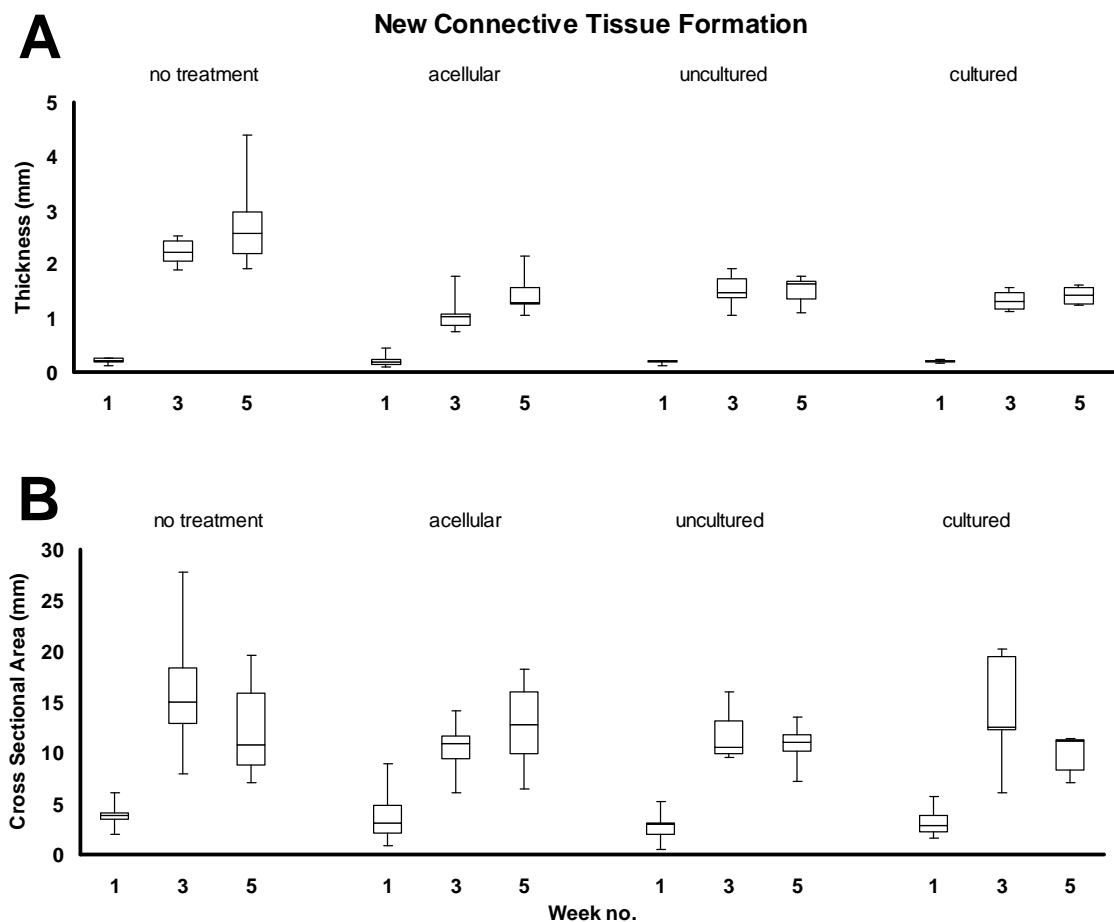 A
New Connective Tissue Formation
no treatment acellular uncultured cultured
Thickness (mm)
5
4
3
2
1
0
1 3 5 1 3 5 1 3 5 1 3 5
B
no treatment acellular uncultured cultured
Cross Sectional Area (mm)
30
25
20
15
10
5
0
1 3 5 1 3 5 1 3 5 1 3 5
Week no.